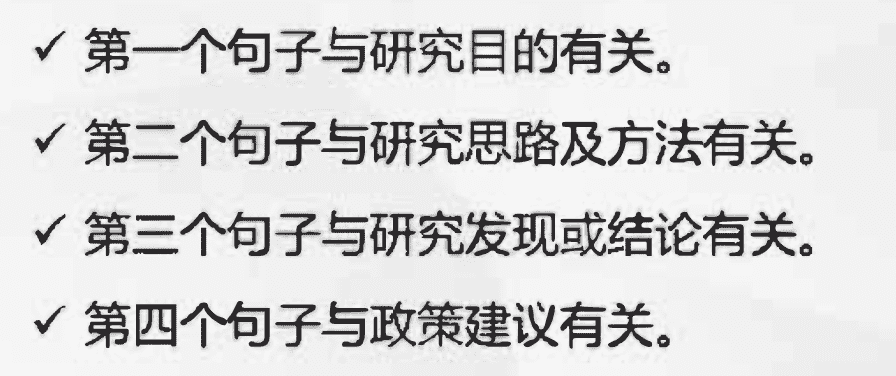 ✓ 第一个句子与研究目的有关。
✓ 第二个句子与研究思路及方法有关。
✓ 第三个句子与研究发现或结论有关。
✓ 第四个句子与政策建议有关。